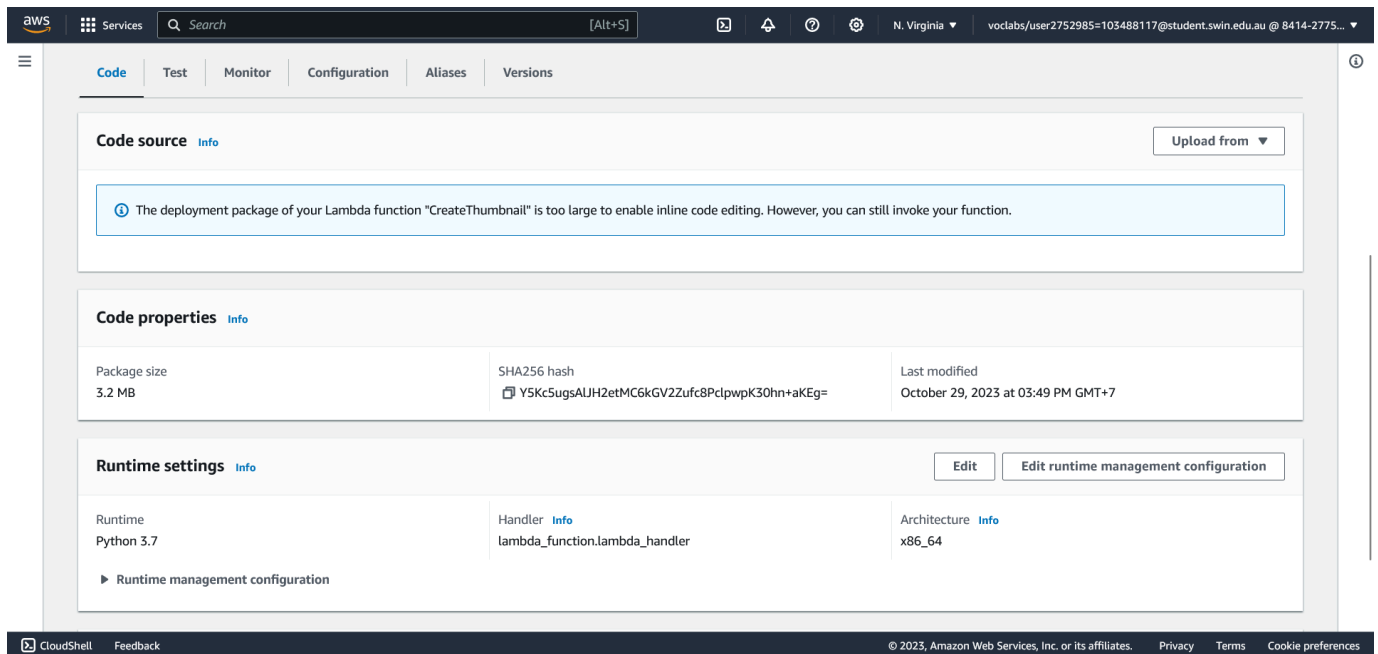 aws Services Search [Alt+S] N. Virginia voclabs/user2752985=103488117@student.swin.edu.au @ 8414-2775...
Code Test Monitor Configuration Aliases Versions
Code source Info Upload from
The deployment package of your Lambda function "CreateThumbnail" is too large to enable inline code editing. However, you can still invoke your function.
Code properties Info
Package size SHA256 hash Last modified
3.2 MB Y5Kc5ugsAlJH2etMC6kGV2Zufc8PclpwpK30hn+aKEg= October 29, 2023 at 03:49 PM GMT+7
Runtime settings Info Edit Edit runtime management configuration
Runtime Handler Info Architecture Info
Python 3.7 lambda_function.lambda_handler x86_64
Runtime management configuration
CloudShell Feedback © 2023, Amazon Web Services, Inc. or its affiliates. Privacy Terms Cookie preferences